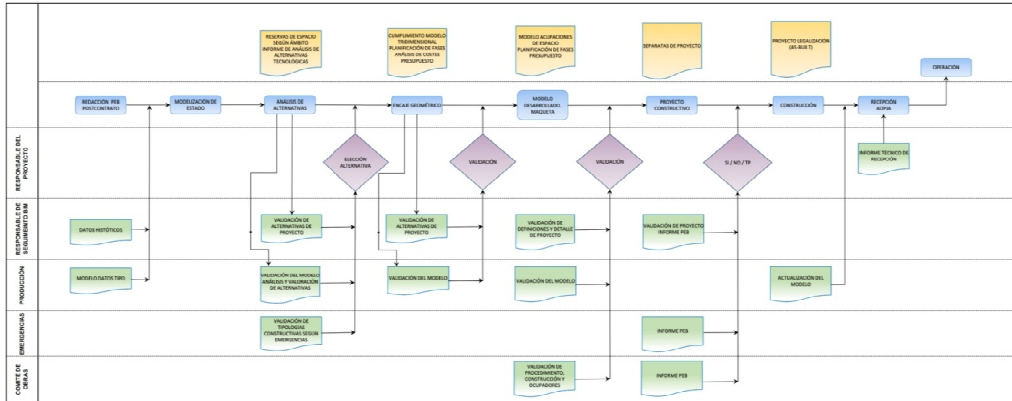 RESERVAS DE ESPACIO
SEGÚN ÁMBITO
INFORME DE ANÁLISIS DE
ALTERNATIVAS
TECNOLÓGICAS
CUMPLIMIENTO MODELO
TRIDIMENSIONAL
PLANIFICACIÓN DE FASES
ANÁLISIS DE COSTES
PRESUPUESTO
MODELO ACUPACIONES
DE ESPACIO
PLANIFICACIÓN DE FASES
PRESUPUESTO
SEPARATAS DE PROYECTO
PROYECTO LEGALIZACIÓN
(AS-BUILT)
OPERACIÓN
REDACCIÓN PEB
POSTCONTRATO
MODELIZACIÓN DE
ESTADO
ANÁLISIS DE
ALTERNATIVAS
ENCAJE GEOMÉTRICO
MODELO
DESARROLLADO.
MAQUETA
PROYECTO
CONSTRUCTIVO
CONSTRUCCIÓN
RECEPCIÓN
RESPONSABLE DEL
PROYECTO
ELECCIÓN
ALTERNATIVA
VALIDACIÓN
VALIDACIÓN
SI / NO / TP
INFORME TÉCNICO DE
RECEPCIÓN
RESPONSABLE DE
SEGUIMIENTO BIM
DATOS HISTÓTICOS
VALIDACIÓN DE
ALTERNATIVAS DE
PROYECTO
VALIDACIÓN DE
ALTERNATIVAS DE
PROYECTO
VALIDACIÓN DE
DEFINICIONES Y DETALLE
DE PROYECTO
VALIDACIÓN DE PROYECTO
INFORME PEB
PRODUCCIÓN
MODELO DATOS TIPO
VALIDACIÓN DEL MODELO
ANÁLISIS Y VALORACIÓN
DE ALTERNATIVAS
VALIDACIÓN DEL MODELO
VALIDACIÓN DEL MODELO
ACTUALIZACIÓN DEL
MODELO
EMERGENCIAS
VALIDACIÓN DE
TIPOLOGÍAS
CONSTRUCTIVAS SEGÚN
EMERGENCIAS
INFORME PEB
COMITÉ DE
OBRAS
VALIDACIÓN DE
PROCEDIMIENTO,
CONSTRUCCIÓN Y
OCUPADORES
INFORME PEB